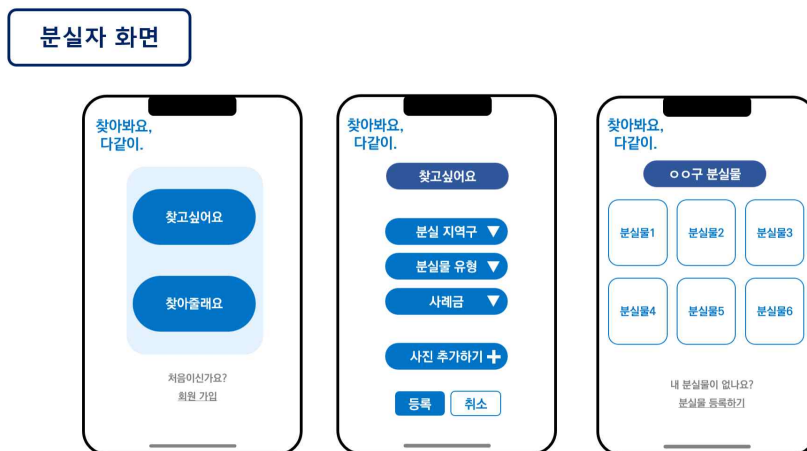 분실자 화면
찾아봐요,
다같이.
찾고싶어요
찾아줄래요
처음이신가요?
회원 가입
찾아봐요,
다같이.
찾고싶어요
분실 지역구
분실물 유형
사례금
사진 추가하기
등록
취소
찾아봐요,
다같이.
ㅇㅇ구 분실물
분실물1
분실물2
분실물3
분실물4
분실물5
분실물6
내 분실물이 없나요?
분실물 등록하기